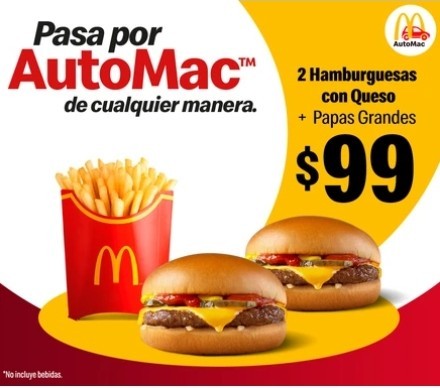 Pasa por
AutoMac™
de cualquier manera.
AutoMac
2 Hamburguesas
con Queso
+ Papas Grandes
$99
*No incluye bebidas.